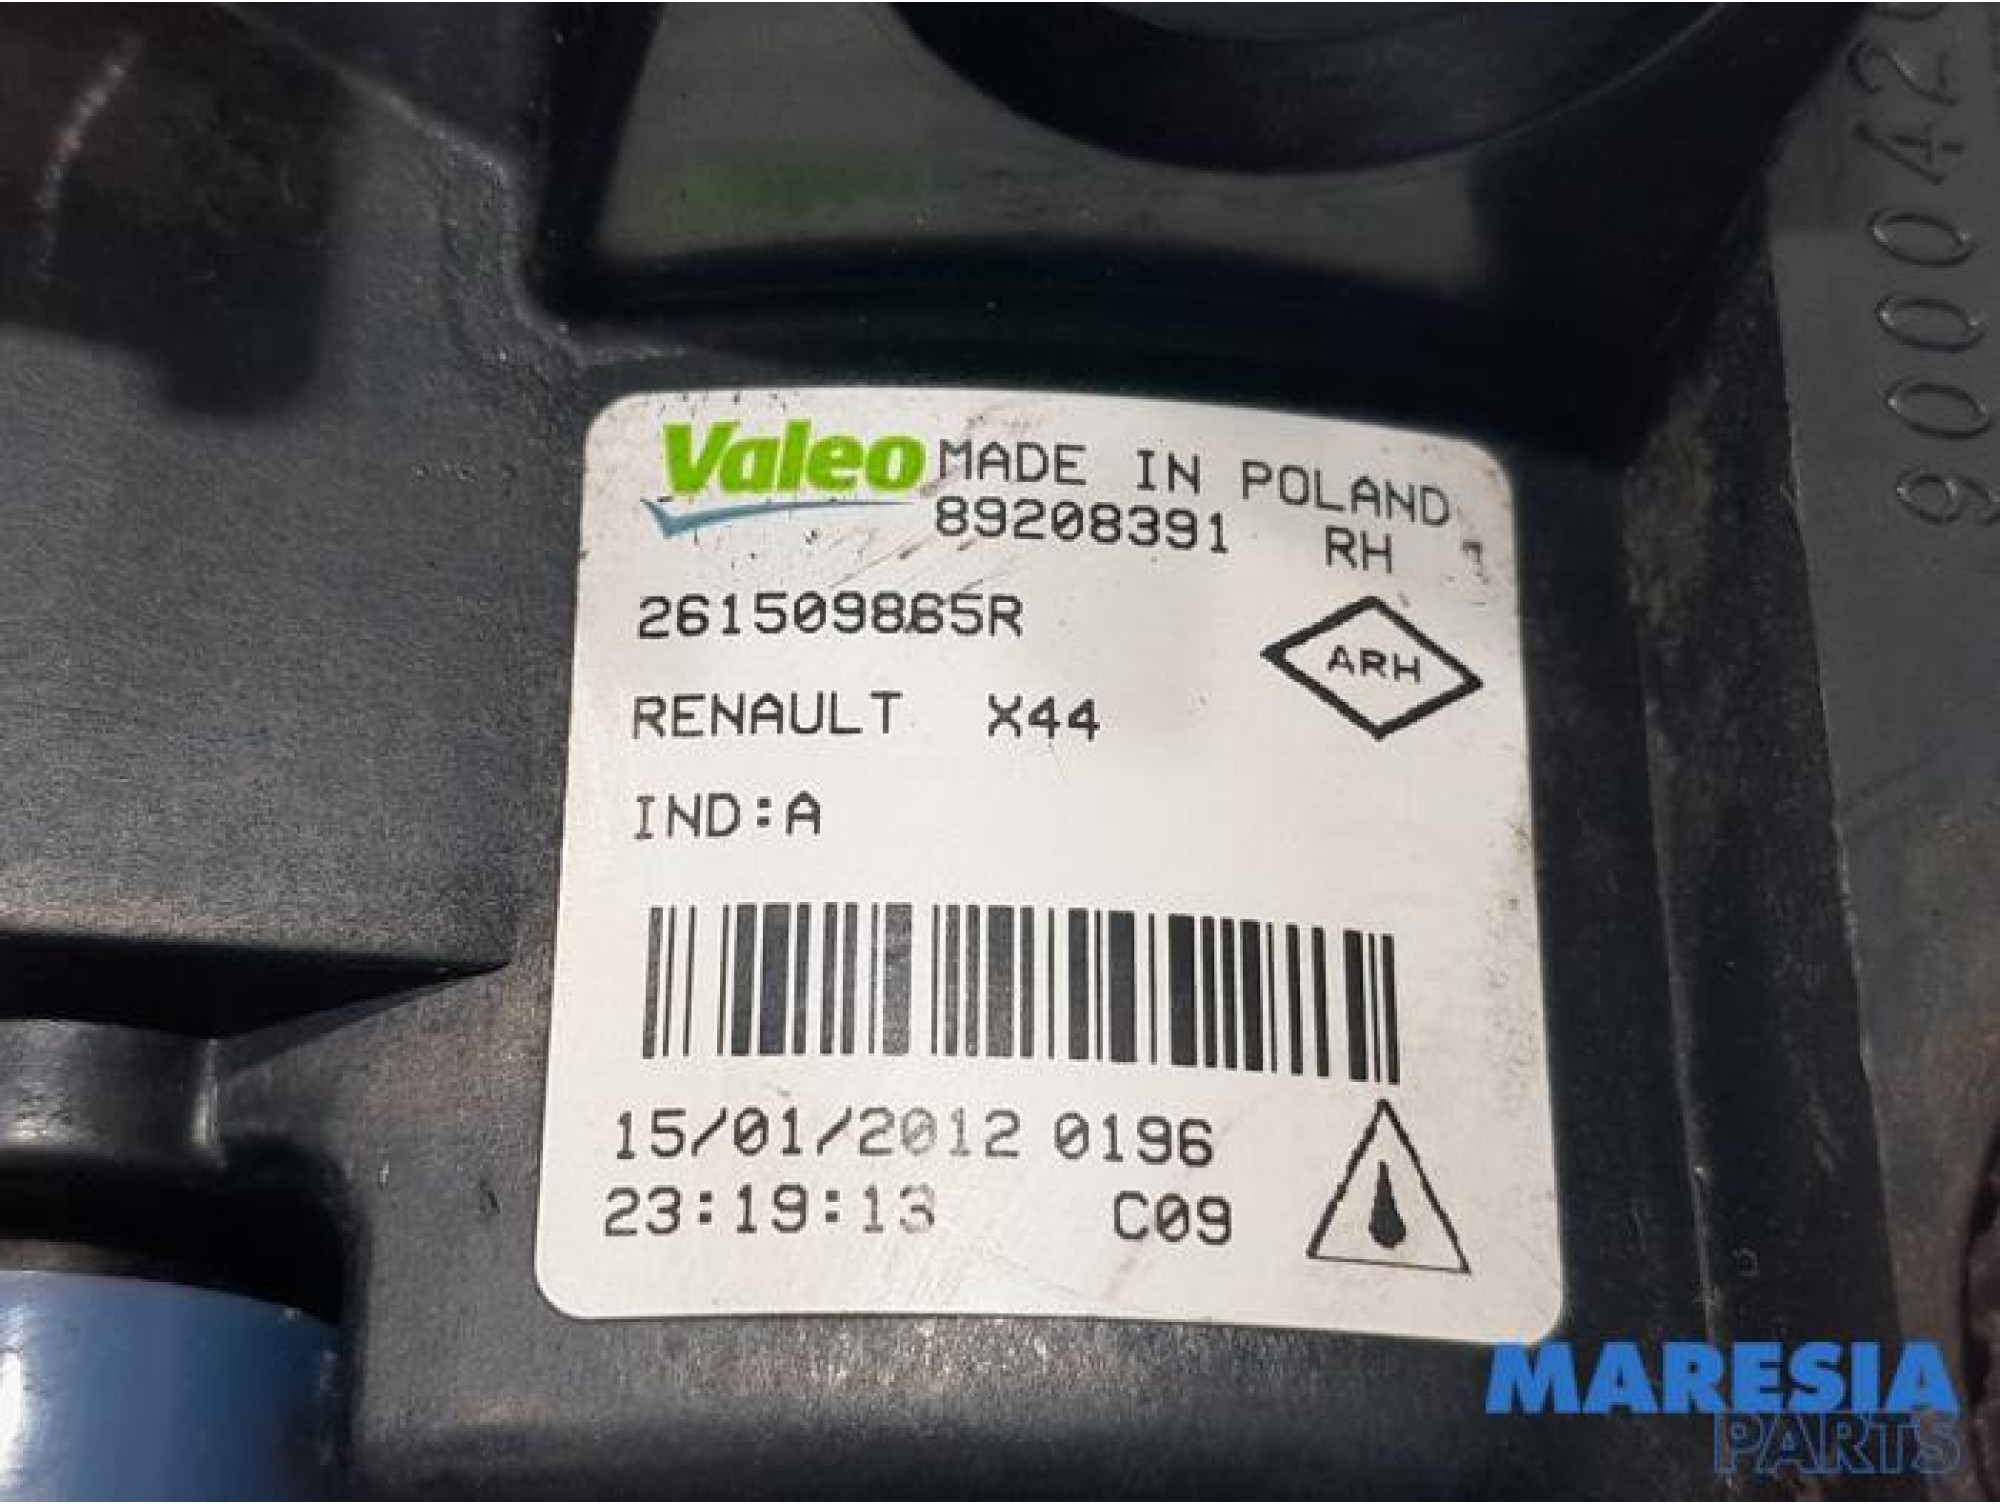 Valeo MADE IN POLAND
89208391 RH
261509865R
ARH
RENAULT X44
IND:A
15/01/2012 0196
23:19:13 C09
MARESIA
PARTS